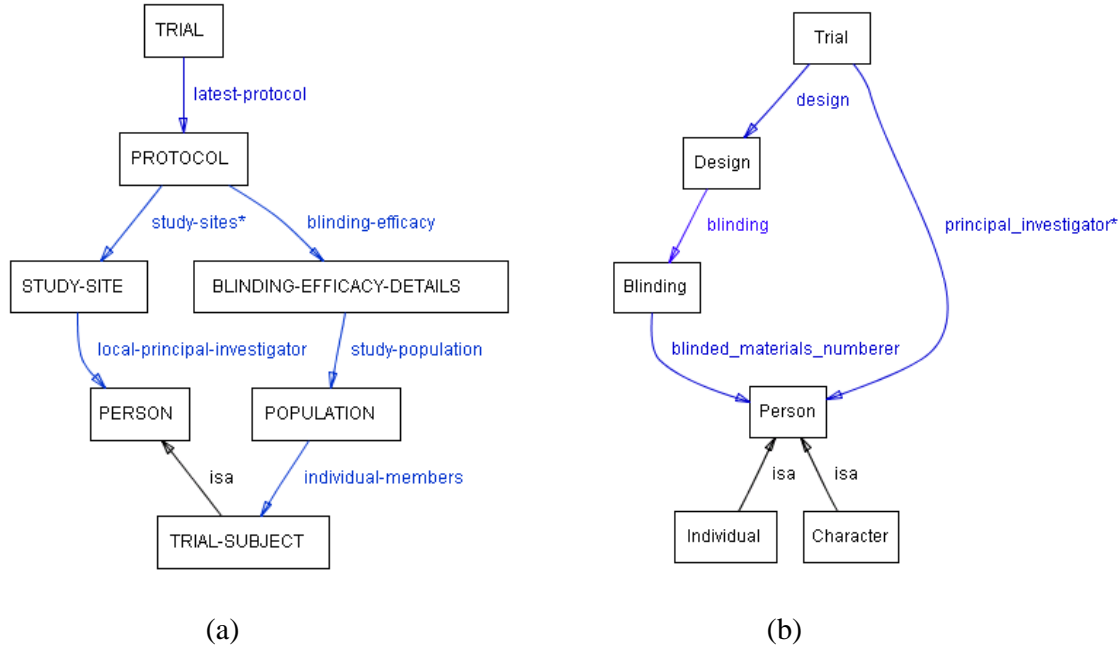 TRIAL
latest-protocol
PROTOCOL
study-sites*
blinding-efficacy
STUDY-SITE
BLINDING-EFFICACY-DETAILS
local-principal-investigator
study-population
PERSON
POPULATION
isa
individual-members
TRIAL-SUBJECT
(a)
Trial
design
Design
blinding
principal_investigator*
Blinding
blinded_materials_numberer
Person
isa
isa
Individual
Character
(b)